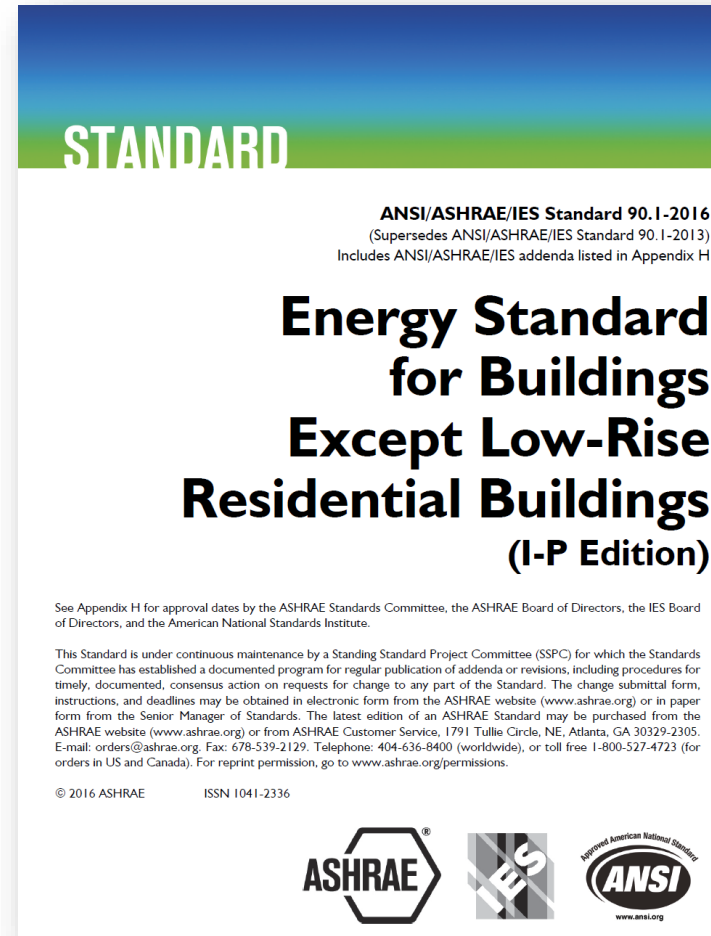 STANDARD
ANSI/ASHRAE/IES Standard 90.1-2016
(Supersedes ANSI/ASHRAE/IES Standard 90.1-2013)
Includes ANSI/ASHRAE/IES addenda listed in Appendix H
Energy Standard
for Buildings
Except Low-Rise
Residential Buildings
(I-P Edition)
See Appendix H for approval dates by the ASHRAE Standards Committee, the ASHRAE Board of Directors, the IES Board
of Directors, and the American National Standards Institute.
This Standard is under continuous maintenance by a Standing Standard Project Committee (SSPC) for which the Standards
Committee has established a documented program for regular publication of addenda or revisions, including procedures for
timely, documented, consensus action on requests for change to any part of the Standard. The change submittal form,
instructions, and deadlines may be obtained in electronic form from the ASHRAE website (www.ashrae.org) or in paper
form from the Senior Manager of Standards. The latest edition of an ASHRAE Standard may be purchased from the
ASHRAE website (www.ashrae.org) or from ASHRAE Customer Service, 1791 Tullie Circle, NE, Atlanta, GA 30329-2305.
E-mail: orders@ashrae.org. Fax: 678-539-2129. Telephone: 404-636-8400 (worldwide), or toll free 1-800-527-4723 (for
orders in US and Canada). For reprint permission, go to www.ashrae.org/permissions.
© 2016 ASHRAE ISSN 1041-2336
ASHRAE ®
IES
Approved American National Standard
ANSI
www.ansi.org